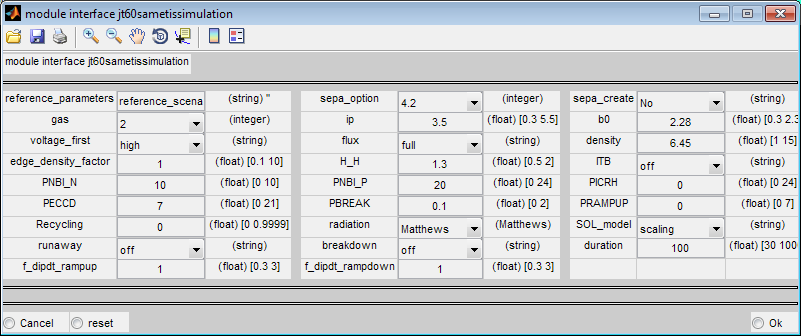 module interface jt60sametissimulation
module interface jt60sametissimulation
reference_parameters reference_scena (string) " sepa_option 4.2 (integer) sepa_create No (string)
gas 2 (integer) ip 3.5 (float) [0.3 5.5] b0 2.28 (float) [0.3 2.3
voltage_first high (string) flux full (string) density 6.45 (float) [1 15]
edge_density_factor 1 (float) [0.1 10] H_H 1.3 (float) [0.5 2] ITB off (string)
PNBI_N 10 (float) [0 10] PNBI_P 20 (float) [0 24] PICRH 0 (float) [0 24]
PECCD 7 (float) [0 21] PBREAK 0.1 (float) [0 2] PRAMPUP 0 (float) [0 7]
Recycling 0 (float) [0 0.9999] radiation Matthews (Matthews) SOL_model scaling (string)
runaway off (string) breakdown off (string) duration 100 (float) [30 100
f_dipdt_rampup 1 (float) [0.3 3] f_dipdt_rampdown 1 (float) [0.3 3]
Cancel reset Ok